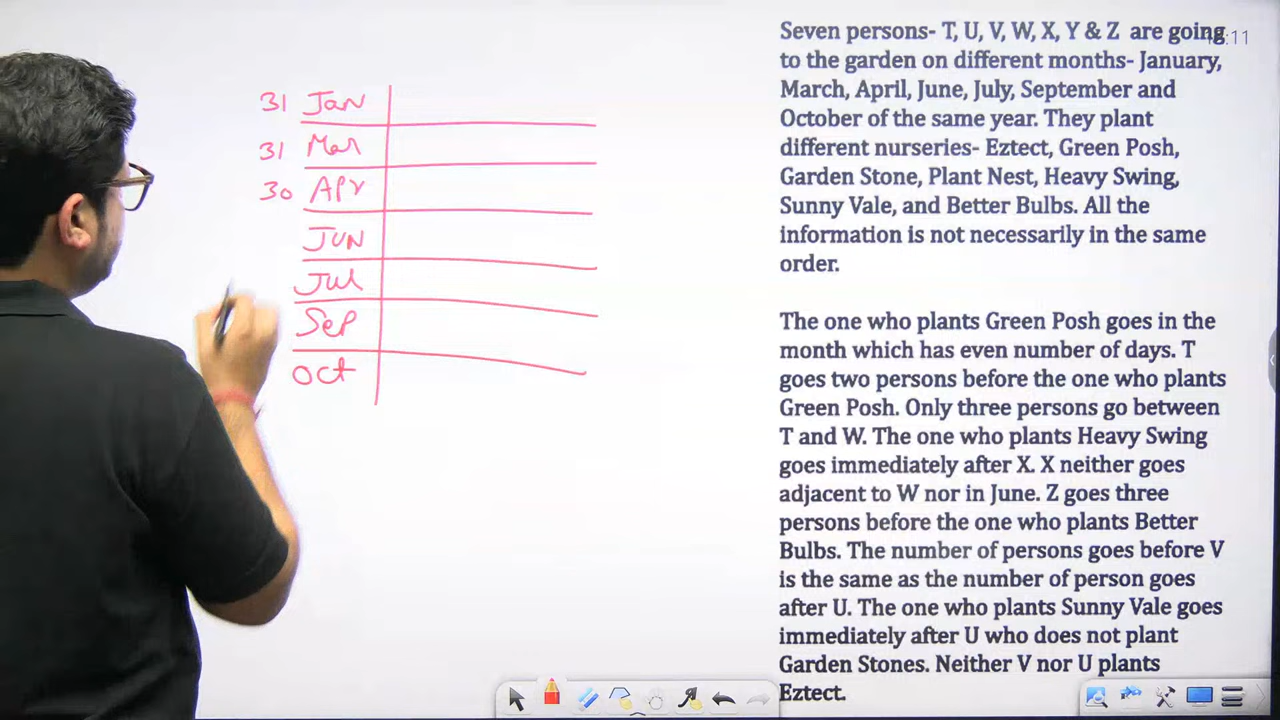 31 Jan
31 Mar
30 Apr
Jun
Jul
Sep
Oct
:11
Seven persons- T, U, V, W, X, Y & Z are going
to the garden on different months- January,
March, April, June, July, September and
October of the same year. They plant
different nurseries- Eztect, Green Posh,
Garden Stone, Plant Nest, Heavy Swing,
Sunny Vale, and Better Bulbs. All the
information is not necessarily in the same
order.
The one who plants Green Posh goes in the
month which has even number of days. T
goes two persons before the one who plants
Green Posh. Only three persons go between
T and W. The one who plants Heavy Swing
goes immediately after X. X neither goes
adjacent to W nor in June. Z goes three
persons before the one who plants Better
Bulbs. The number of persons goes before V
is the same as the number of person goes
after U. The one who plants Sunny Vale goes
immediately after U who does not plant
Garden Stones. Neither V nor U plants
Eztect.